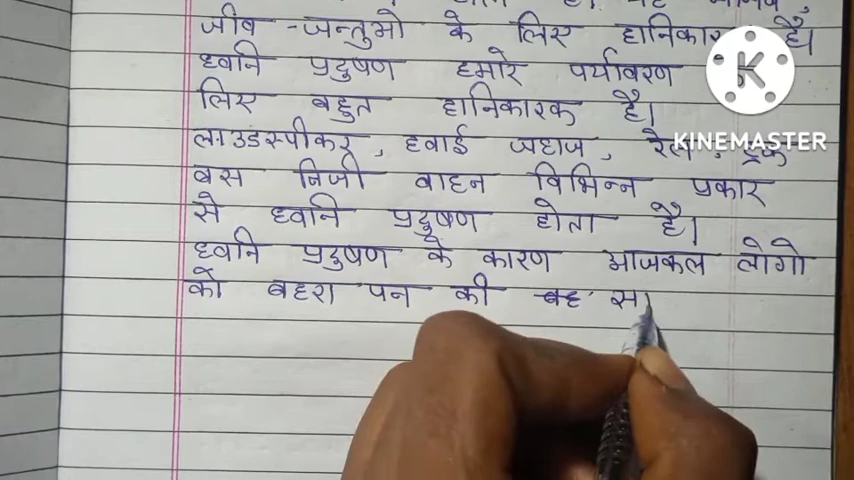 जीव - जन्तुओ के लिए हानिकारक है।
ध्वनि प्रदुषण हमारे पर्यावरण
लिए बहुत हानिकारक है।
लाउडस्पीकर, हवाई जहाज, रेल, ट्रक
बस निजी वाहन विभिन्न प्रकार
से ध्वनि प्रदुषण होता है।
ध्वनि प्रदुषण के कारण आजकल लोगो
को बहरा पन की
KINEMASTER